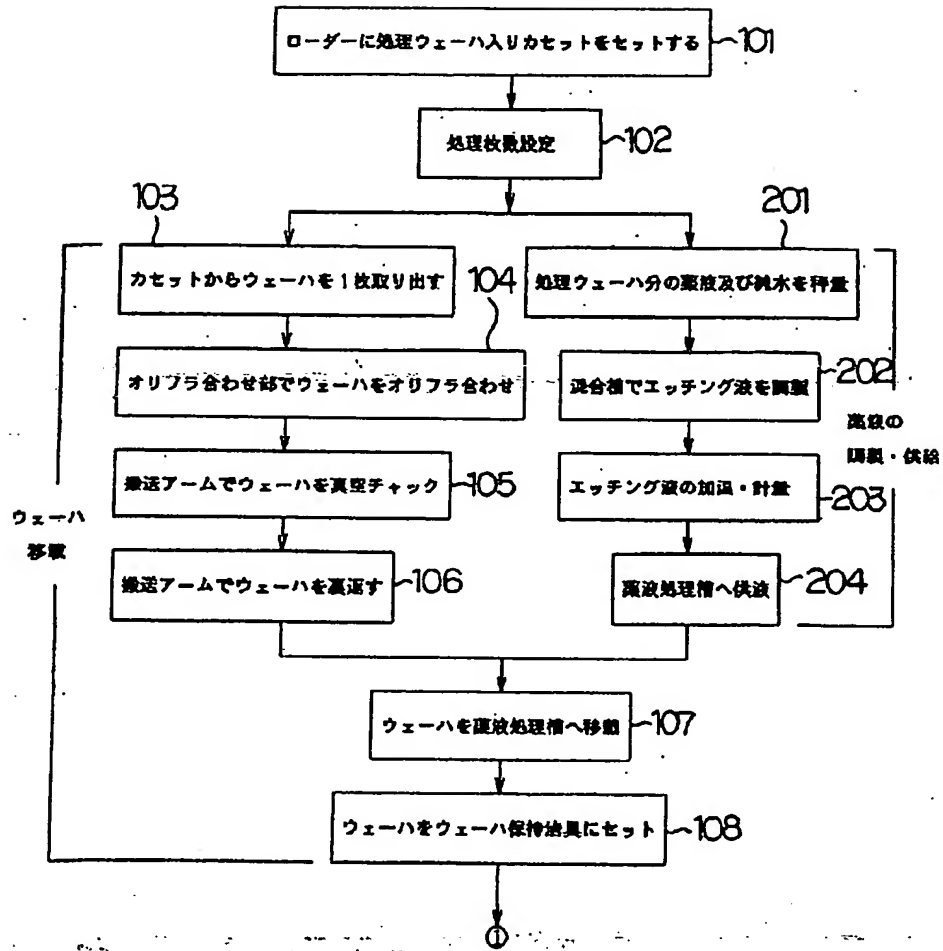 ローダーに処理ウェーハ入りカセットをセットする
101
処理枚数設定
102
103
カセットからウェーハを1枚取り出す
104
オリフラ合わせ部でウェーハをオリフラ合わせ
搬送アームでウェーハを真空チャック
105
搬送アームでウェーハを裏返す
106
ウェーハ
移載
201
処理ウェーハ分の薬液及び純水を秤量
混合槽でエッチング液を調製
202
エッチング液の加温・計量
203
薬液処理槽へ供液
204
薬液の
調製・供給
ウェーハを薬液処理槽へ移動
107
ウェーハをウェーハ保持治具にセット
108
①